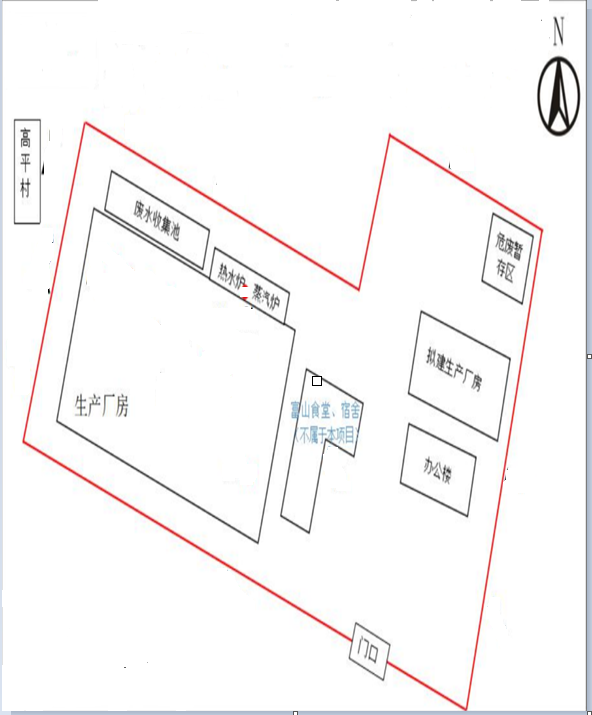 N
高平村
废水收集池
热水炉 蒸汽炉
危废暂
存区
拟建生产厂房
生产厂房
富山食堂、宿舍
（不属于本项目）
办公楼
门口